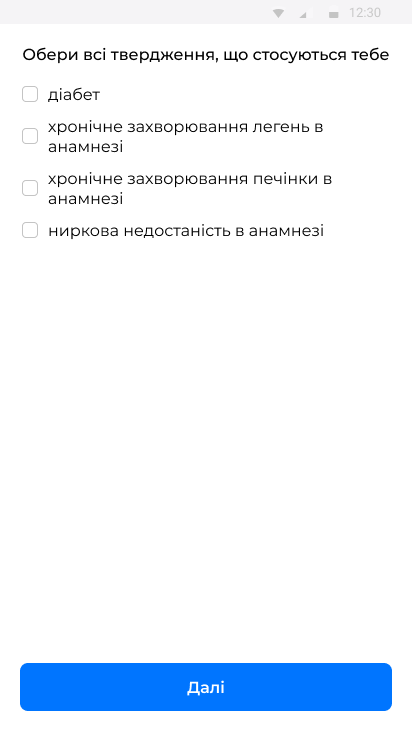 12:30
Обери всі твердження, що стосуються тебе
діабет
хронічне захворювання легень в
анамнезі
хронічне захворювання печінки в
анамнезі
ниркова недостаність в анамнезі
Далі